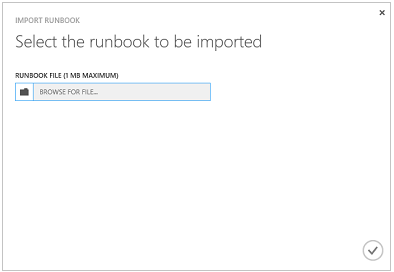 IMPORT RUNBOOK
Select the runbook to be imported
RUNBOOK FILE (1 MB MAXIMUM)
BROWSE FOR FILE...